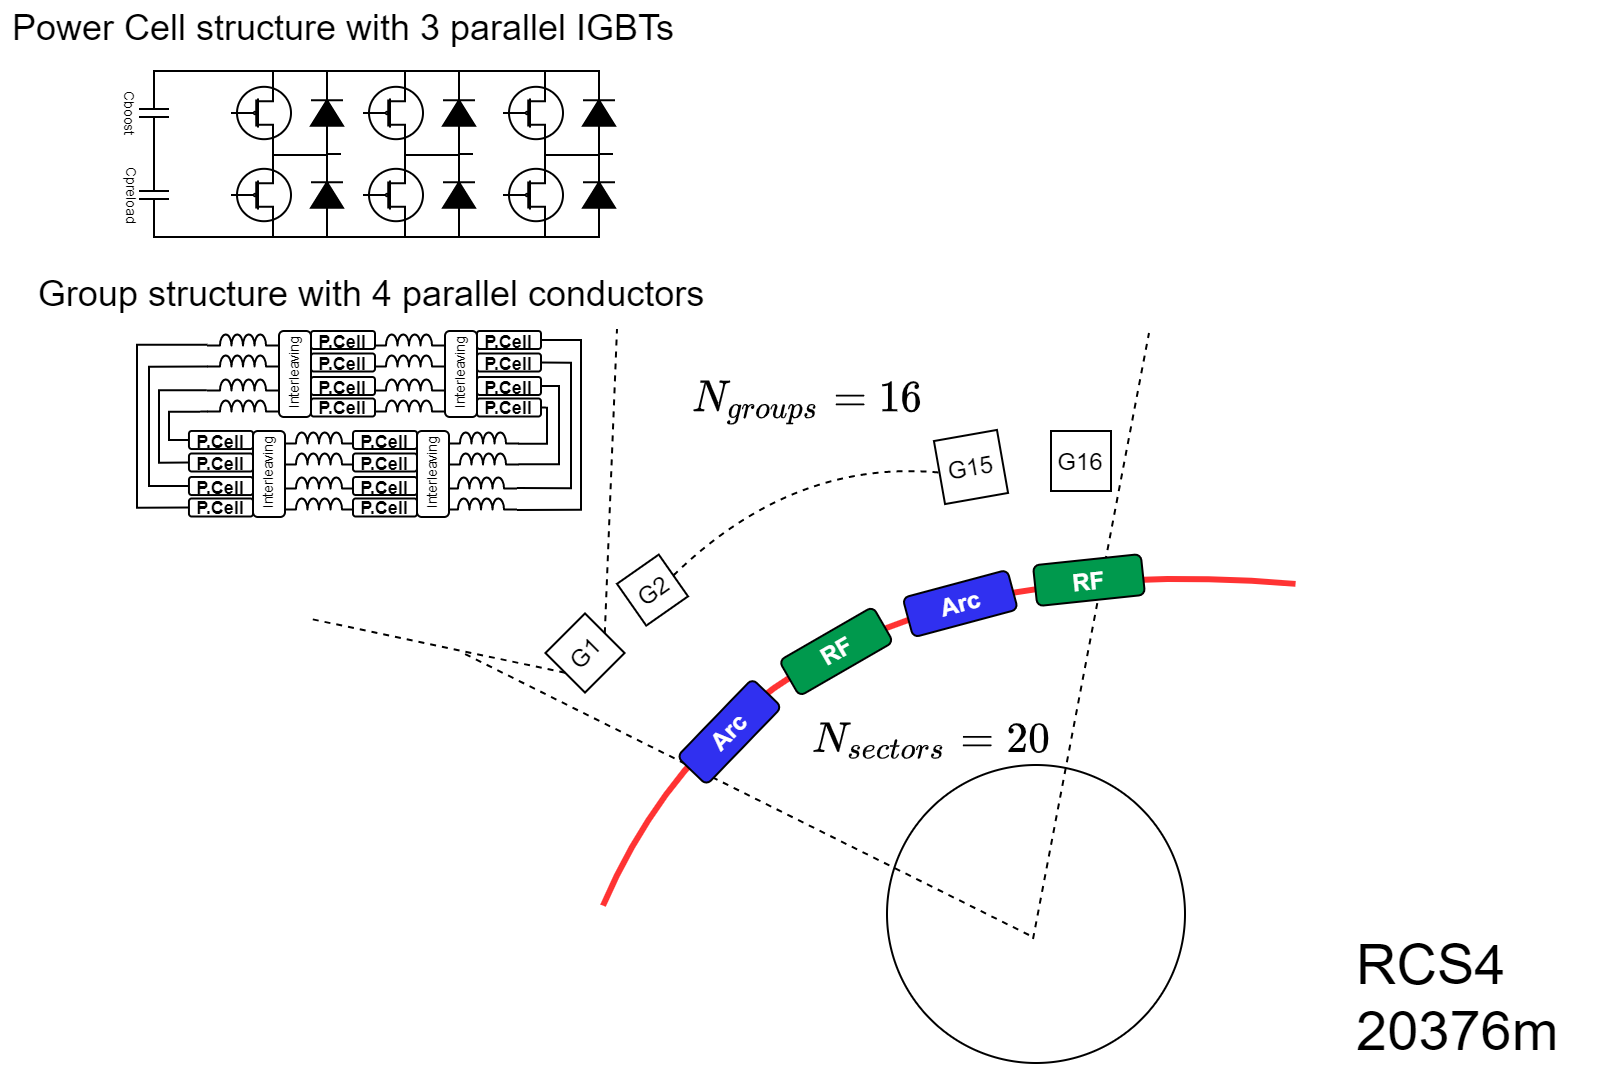 Power Cell structure with 3 parallel IGBTs
Cboost
Cpreload
Group structure with 4 parallel conductors
Interleaving
P.Cell
P.Cell
P.Cell
P.Cell
Interleaving
P.Cell
P.Cell
P.Cell
P.Cell
P.Cell
P.Cell
P.Cell
P.Cell
Interleaving
P.Cell
P.Cell
P.Cell
P.Cell
Interleaving
N_groups = 16
G1
G2
G15
G16
Arc
RF
Arc
RF
N_sectors = 20
RCS4
20376m